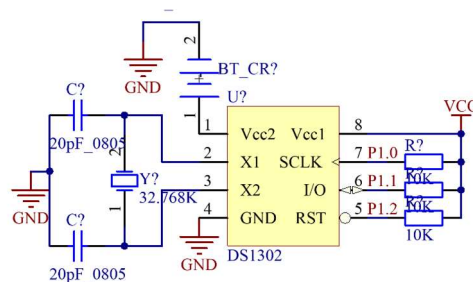 2
BT_CR?
GND
U?
C?
1
VCC
20pF_0805
1 Vcc2 Vcc1 8
2 X1 SCLK 7 P1.0 R?
2
Y?
10K
GND
32.768K
3 X2 I/O 6 P1.1 R?
1
10K
C?
4 GND RST 5 P1.2 R?
10K
20pF_0805
GND
DS1302